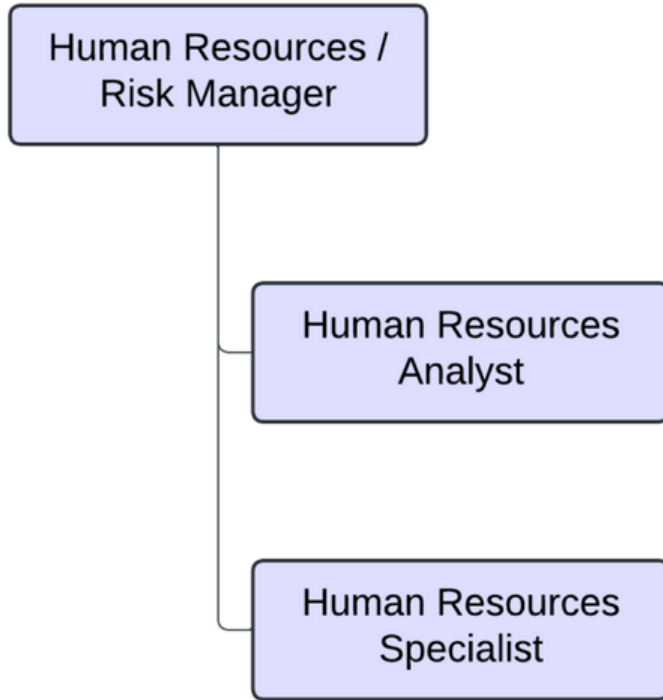 Human Resources /
Risk Manager
Human Resources
Analyst
Human Resources
Specialist